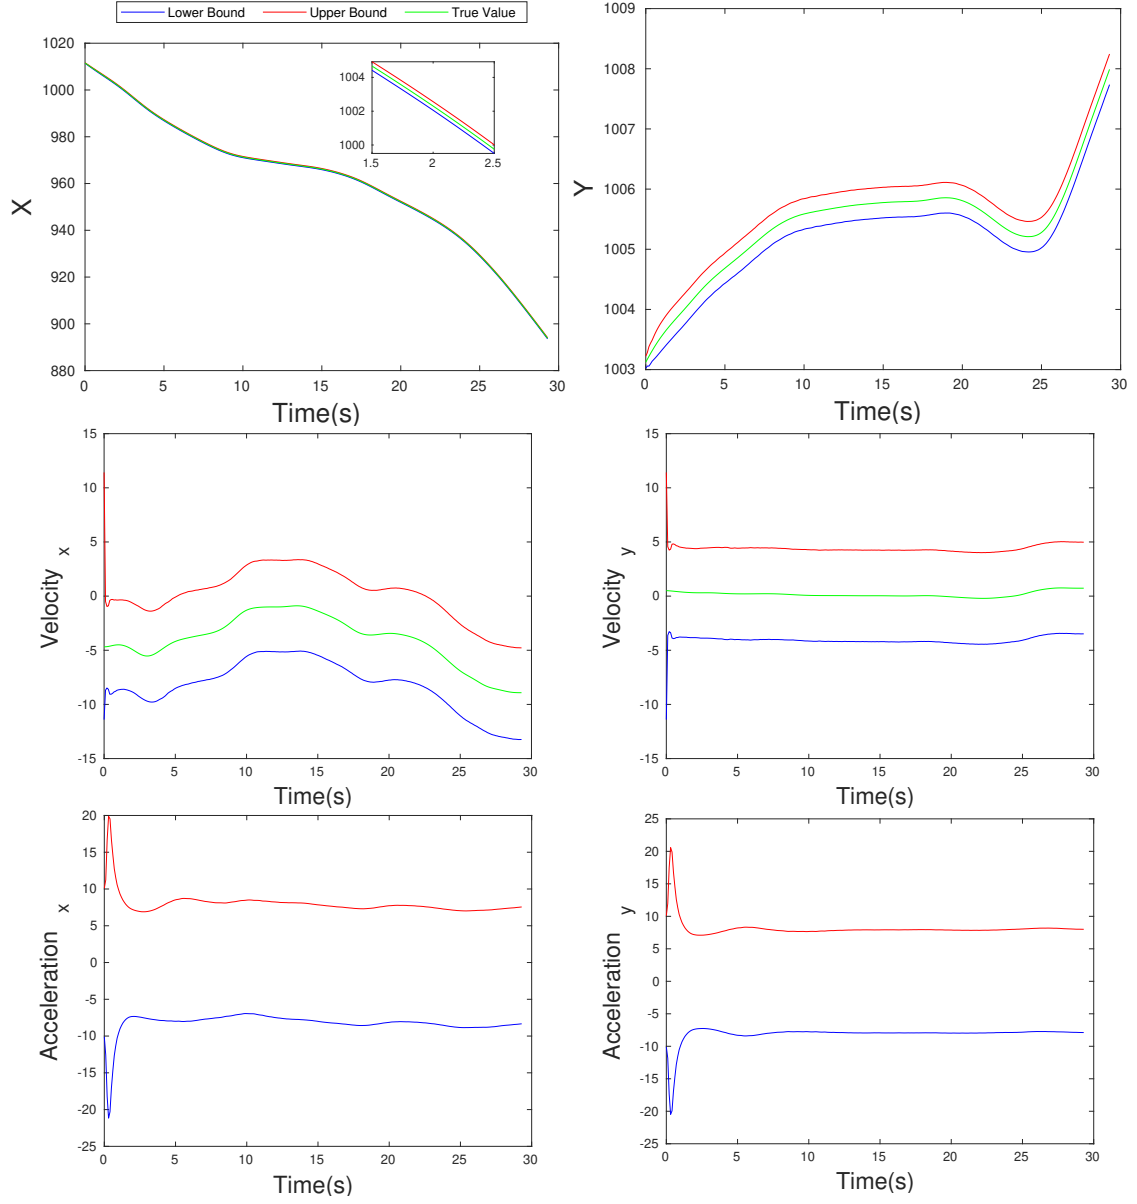 Lower Bound Upper Bound True Value
1020
1000
980
960
940
920
900
880
X
1004
1002
1000
1.5 2 2.5
0 5 10 15 20 25 30
Time(s)
1009
1008
1007
1006
1005
1004
1003
Y
0 5 10 15 20 25 30
Time(s)
15
10
5
0
-5
-10
-15
Velocity x
0 5 10 15 20 25 30
Time(s)
15
10
5
0
-5
-10
-15
Velocity y
0 5 10 15 20 25 30
Time(s)
20
15
10
5
0
-5
-10
-15
-20
-25
Acceleration x
0 5 10 15 20 25 30
Time(s)
25
20
15
10
5
0
-5
-10
-15
-20
-25
Acceleration y
0 5 10 15 20 25 30
Time(s)